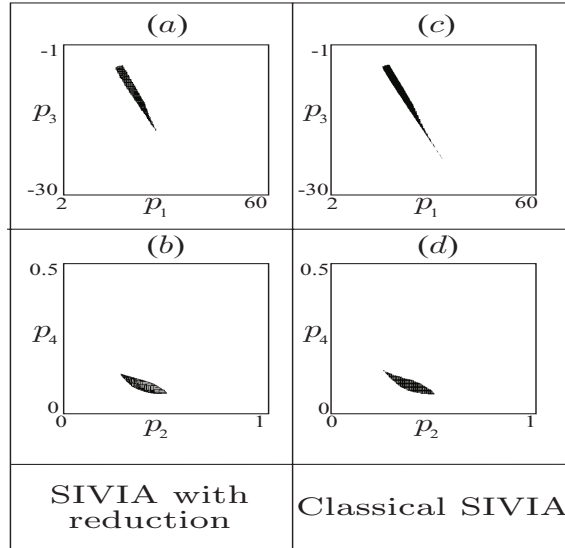 (a)
-1
p3
-30
2
p1
60
(c)
-1
p3
-30
2
p1
60
(b)
0.5
p4
0
0
p2
1
(d)
0.5
p4
0
0
p2
1
SIVIA with
reduction
Classical SIVIA